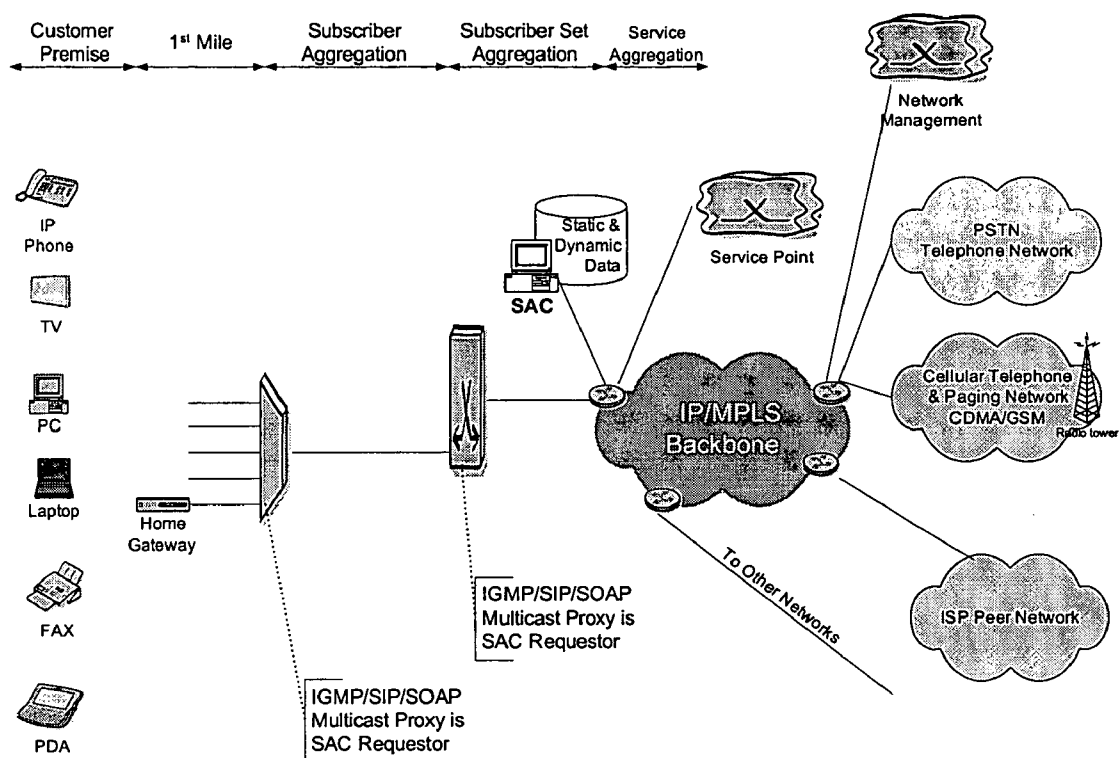 Customer
Premise
1st Mile
Subscriber
Aggregation
Subscriber Set
Aggregation
Service
Aggregation
Network
Management
IP
Phone
TV
PC
Laptop
Home
Gateway
FAX
PDA
Static &
Dynamic
Data
SAC
Service Point
PSTN
Telephone Network
Cellular Telephone
& Paging Network
CDMA/GSM
Radio tower
IP/MPLS
Backbone
To Other Networks
ISP Peer Network
IGMP/SIP/SOAP
Multicast Proxy is
SAC Requestor
IGMP/SIP/SOAP
Multicast Proxy is
SAC Requestor